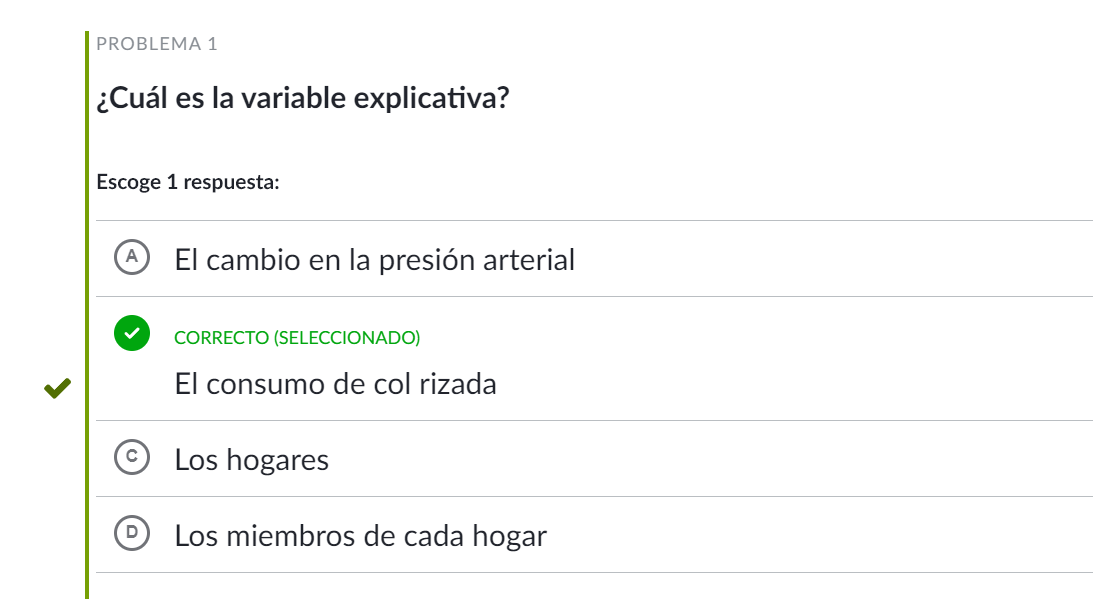 PROBLEMA 1
¿Cuál es la variable explicativa?
Escoge 1 respuesta:
A El cambio en la presión arterial
CORRECTO (SELECCIONADO)
El consumo de col rizada
C Los hogares
D Los miembros de cada hogar